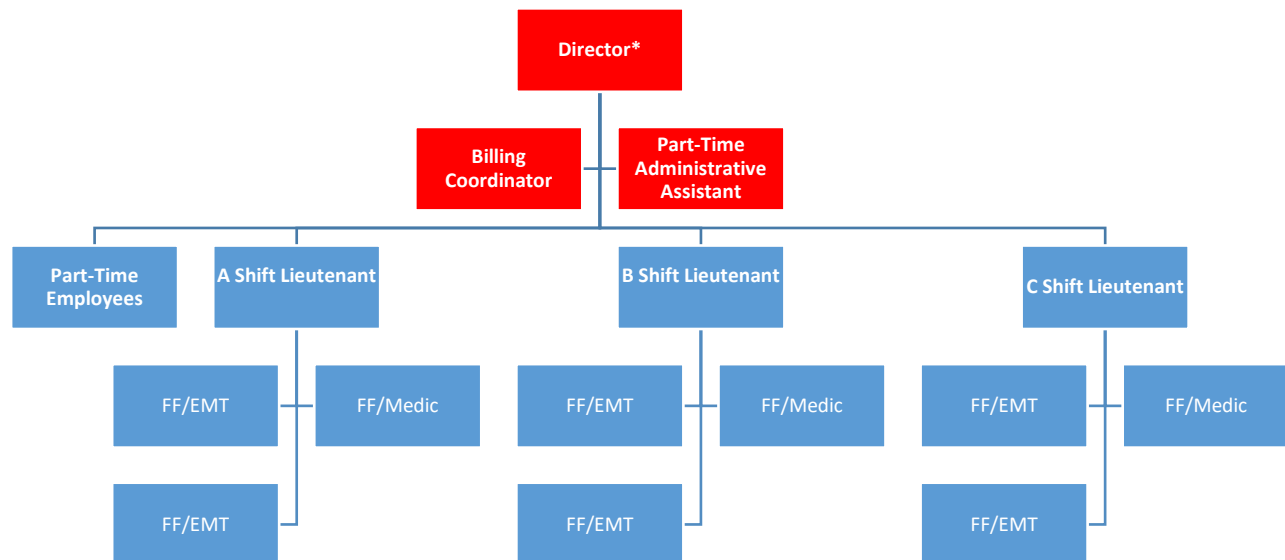 Director*
Billing
Coordinator
Part-Time
Administrative
Assistant
Part-Time
Employees
A Shift Lieutenant
B Shift Lieutenant
C Shift Lieutenant
FF/EMT
FF/Medic
FF/EMT
FF/Medic
FF/EMT
FF/Medic
FF/EMT
FF/EMT
FF/EMT